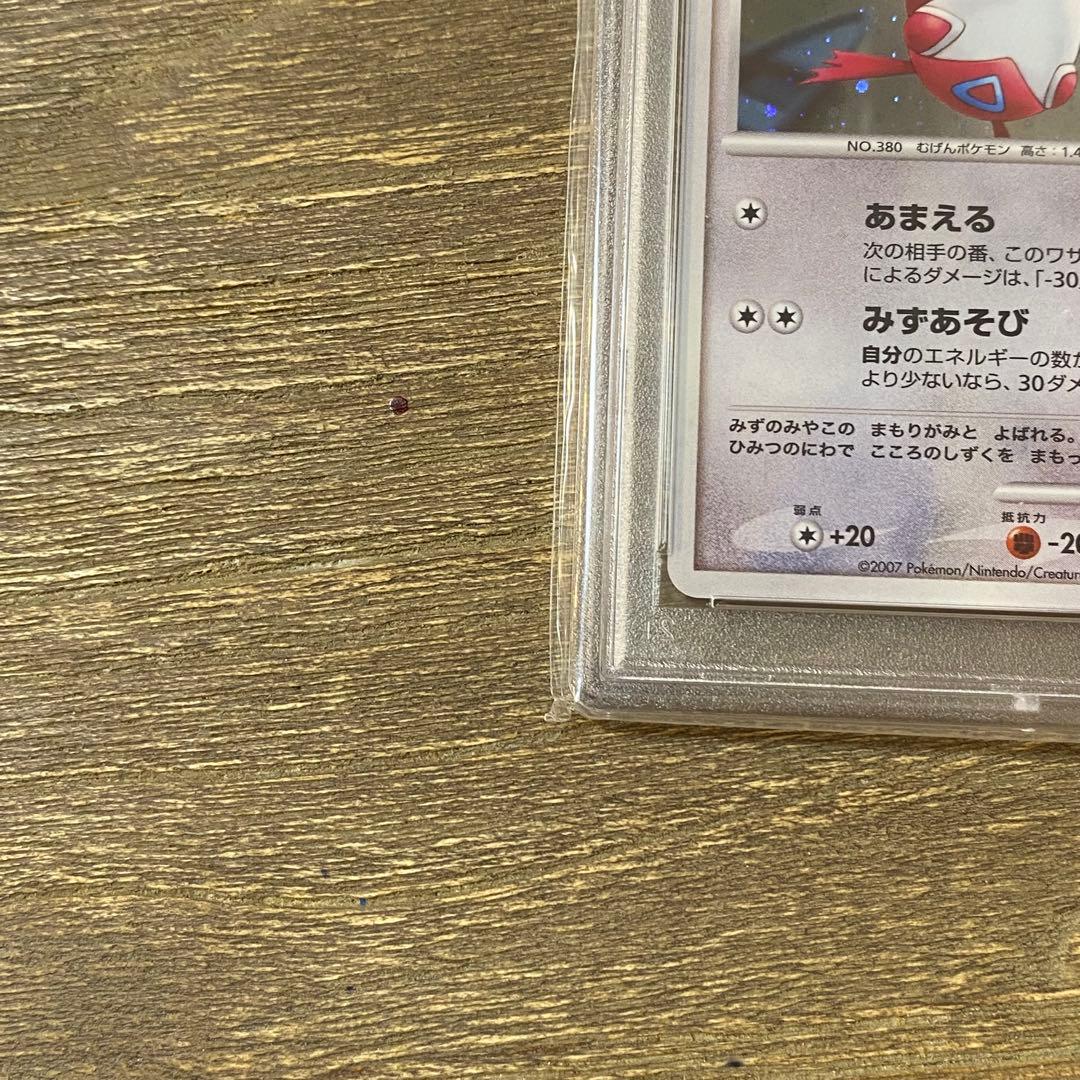 NO.380 むげんポケモン 高さ:1.4
あまえる
次の相手の番、このワザ
によるダメージは、「-30」
みずあそび
自分のエネルギーの数が
より少ないなら、30ダメ
みずのみやこの まもりがみと よばれる。
ひみつのにわで こころのしずくを まもっ
弱点
+20
抵抗力
-20
©2007 Pokémon/Nintendo/Creatur